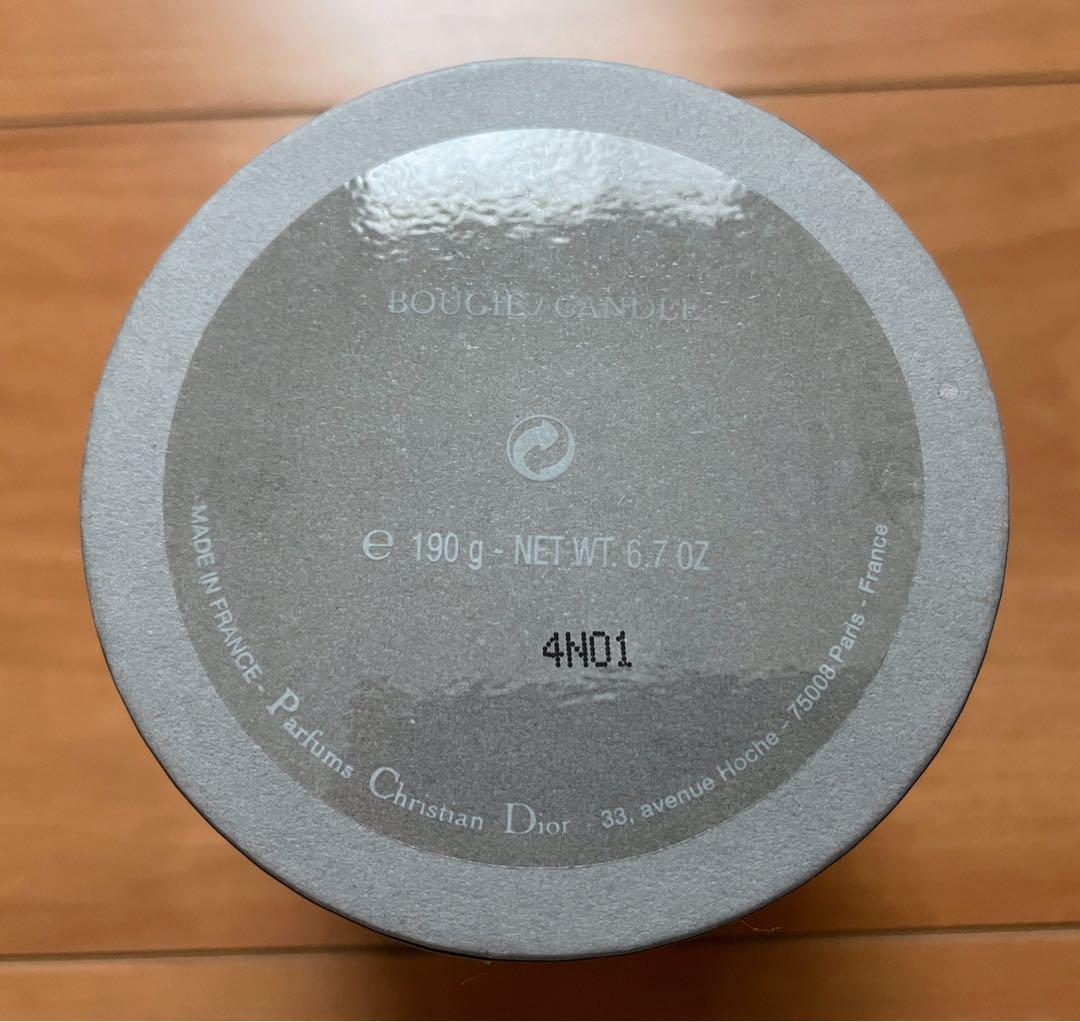 BOUGIE / CANDLE
℮ 190 g - NET WT. 6.7 OZ
4N01
MADE IN FRANCE - Parfums Christian Dior 33, avenue Hoche - 75008 Paris - France